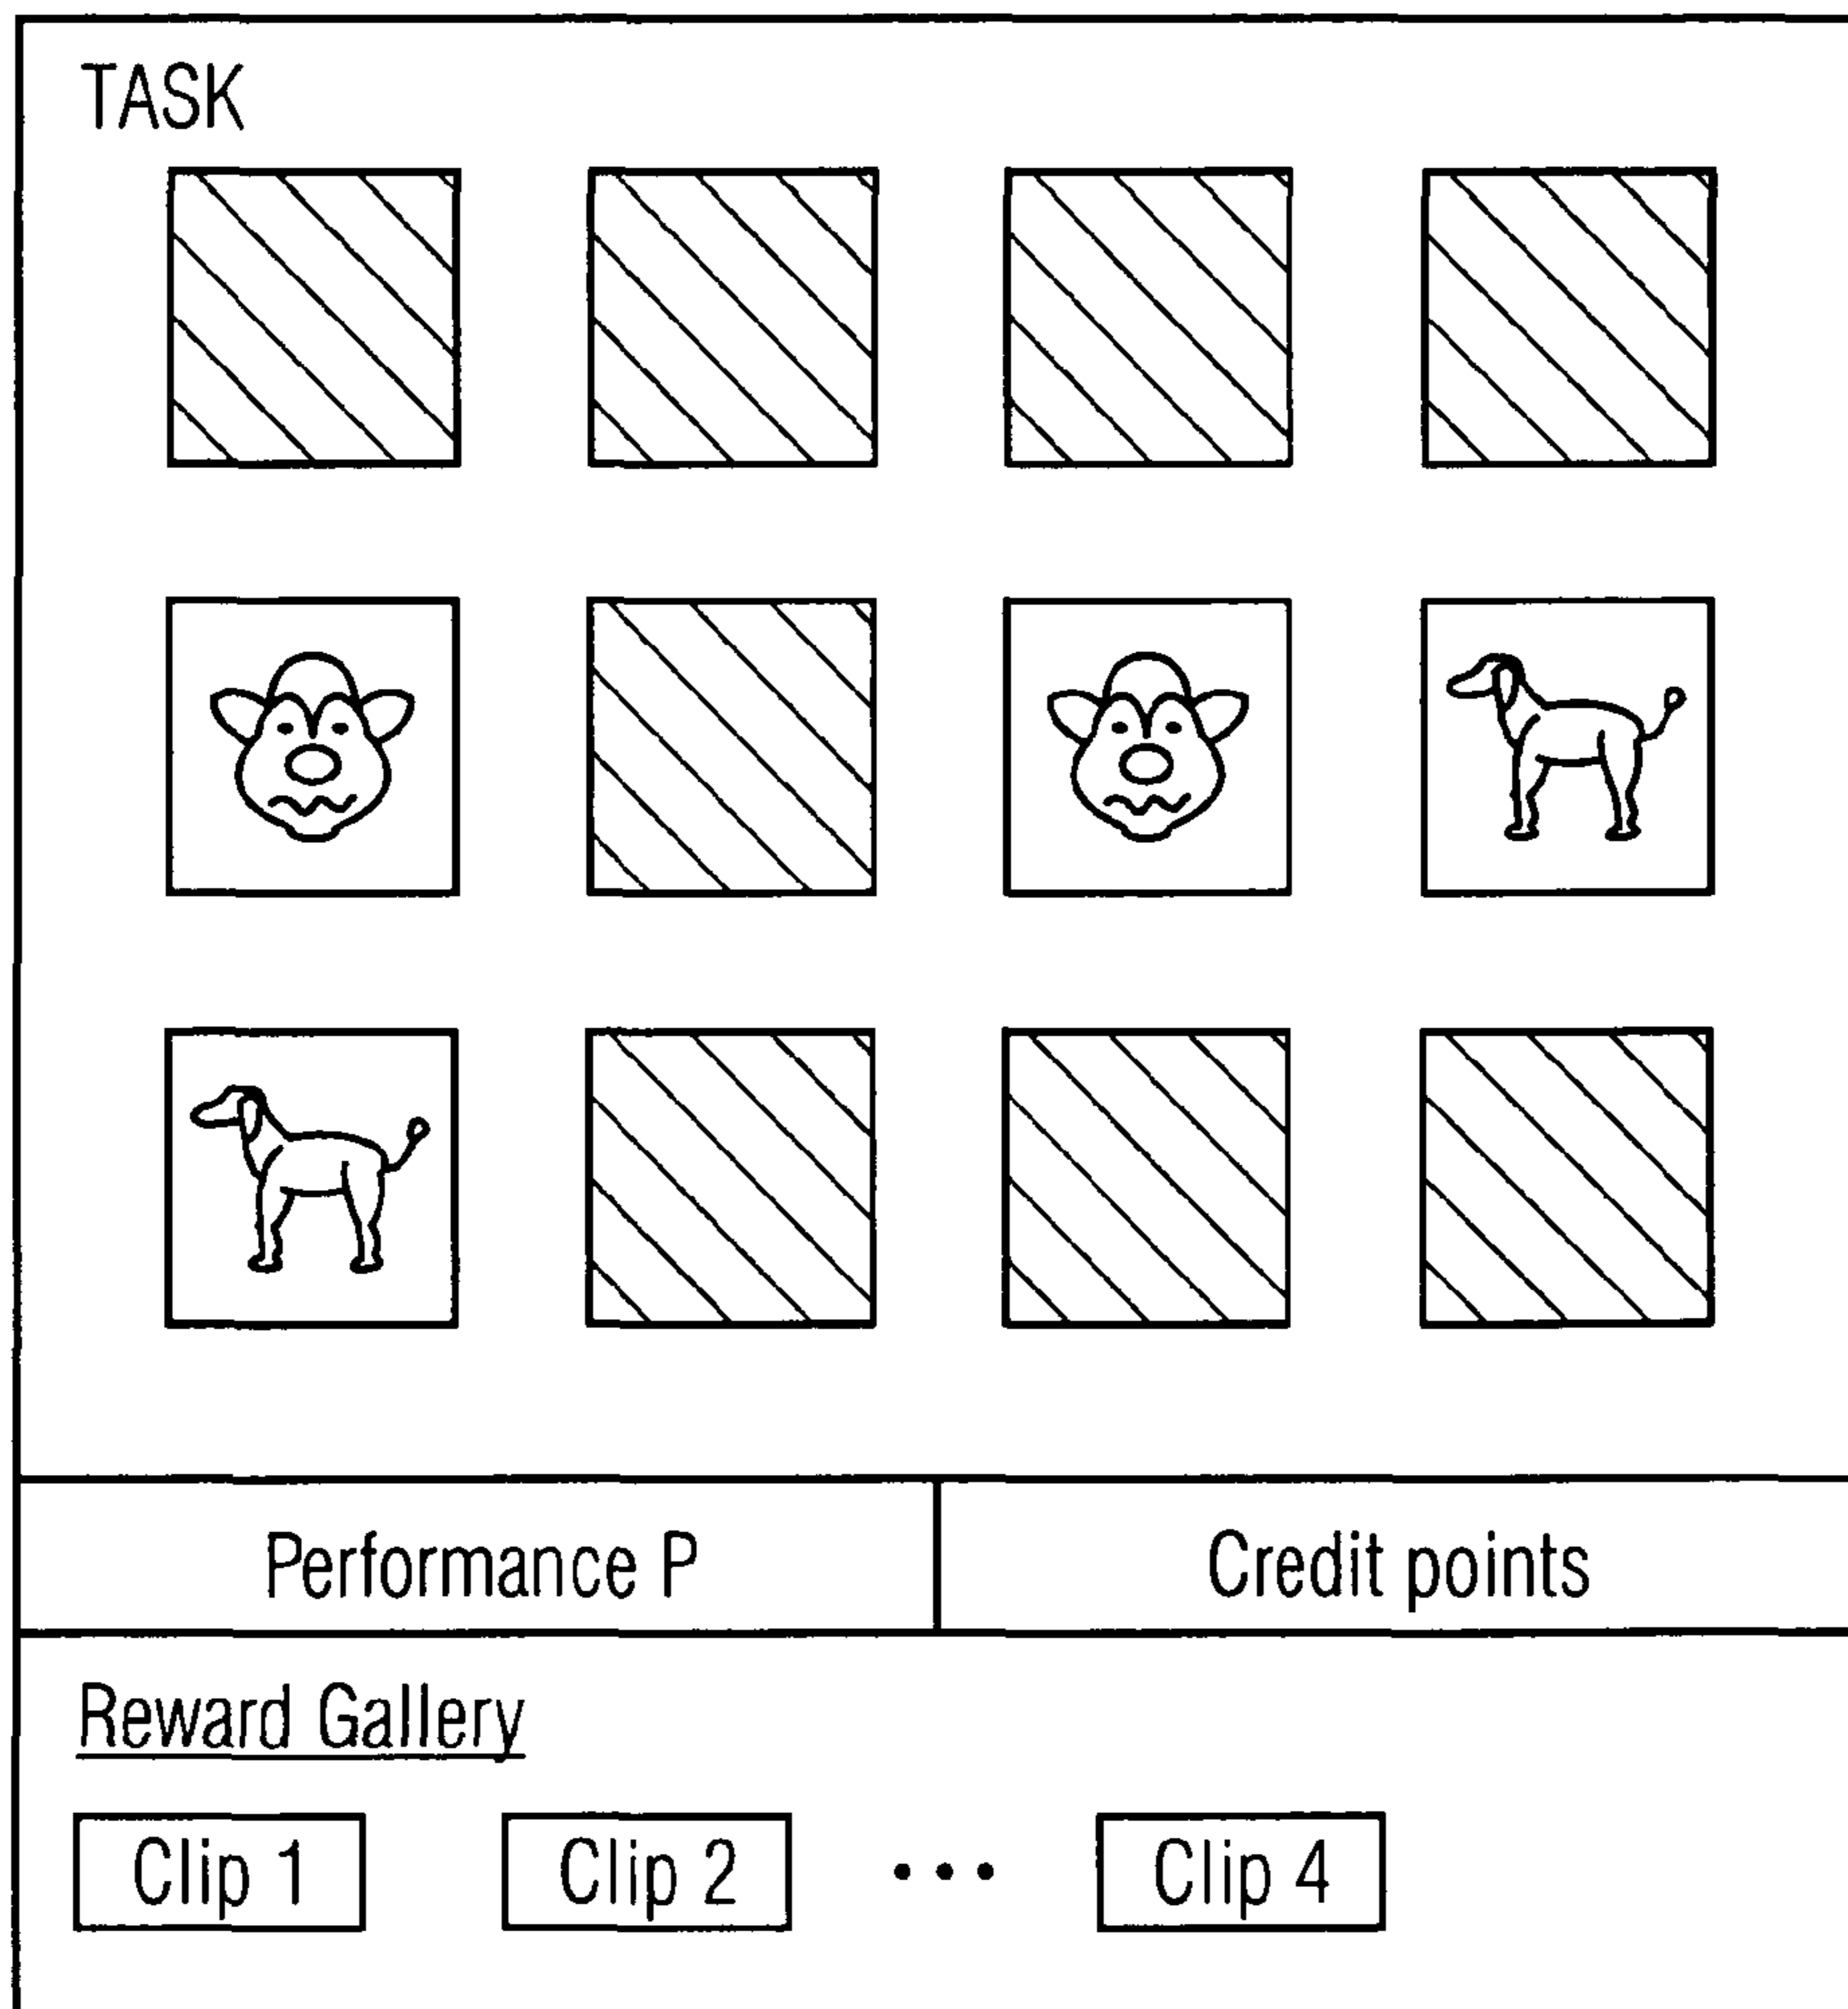 TASK
Performance P
Credit points
Reward Gallery
Clip 1 Clip 2 ••• Clip 4